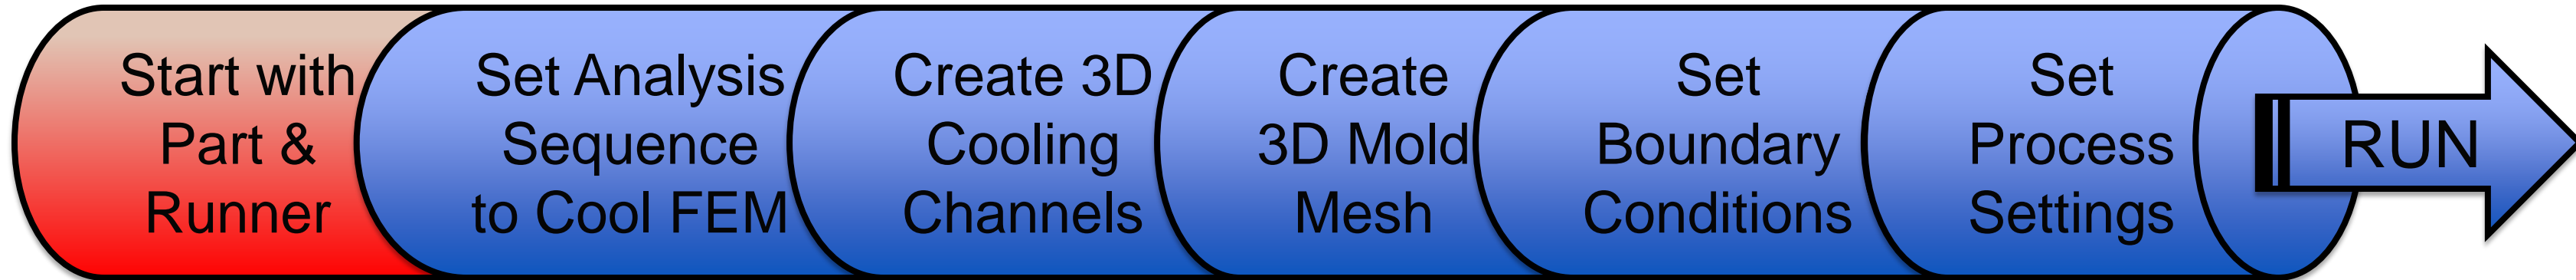 Start with
Part &
Runner
Set Analysis
Sequence
to Cool FEM
Create 3D
Cooling
Channels
Create
3D Mold
Mesh
Set
Boundary
Conditions
Set
Process
Settings
RUN